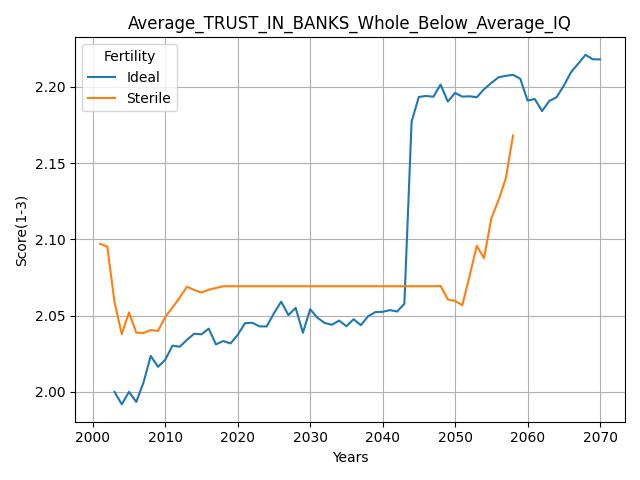 Average_TRUST_IN_BANKS_Whole_Below_Average_IQ
Fertility
Ideal
Sterile
Score(1-3)
2.20
2.15
2.10
2.05
2.00
2000 2010 2020 2030 2040 2050 2060 2070
Years